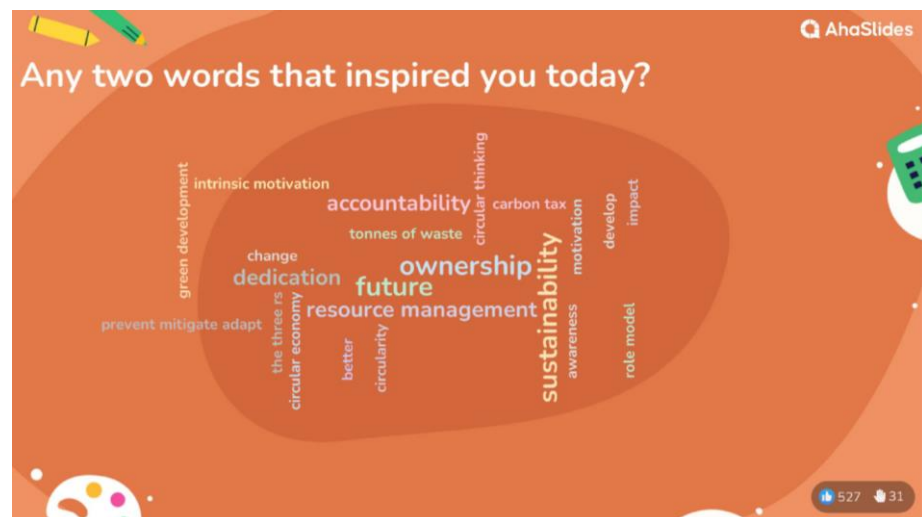 AhaSlides
Any two words that inspired you today?
green development
intrinsic motivation
accountability
circular thinking
carbon tax
motivation
develop
impact
tonnes of waste
change
dedication
ownership
future
sustainability
resource management
prevent mitigate adapt
the three rs
circular economy
better
circularity
awareness
role model
527
31